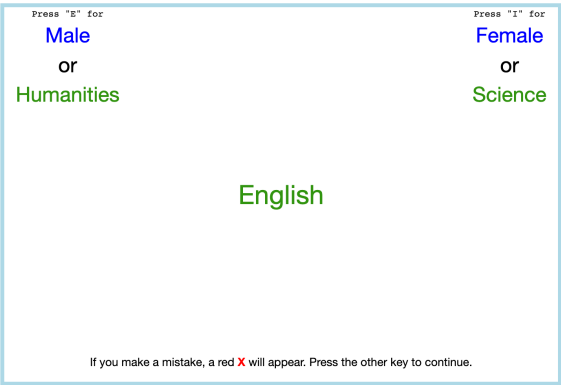 Press "E" for
Male
or
Humanities
Press "I" for
Female
or
Science
English
If you make a mistake, a red X will appear. Press the other key to continue.